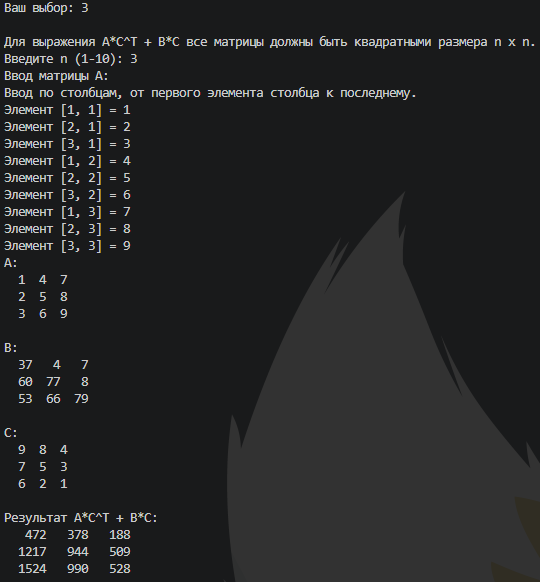 Ваш выбор: 3
Для выражения A*C^T + B*C все матрицы должны быть квадратными размера n x n.
Введите n (1-10): 3
Ввод матрицы A:
Ввод по столбцам, от первого элемента столбца к последнему.
Элемент [1, 1] = 1
Элемент [2, 1] = 2
Элемент [3, 1] = 3
Элемент [1, 2] = 4
Элемент [2, 2] = 5
Элемент [3, 2] = 6
Элемент [1, 3] = 7
Элемент [2, 3] = 8
Элемент [3, 3] = 9
A:
1 4 7
2 5 8
3 6 9
B:
37 4 7
60 77 8
53 66 79
C:
9 8 4
7 5 3
6 2 1
Результат A*C^T + B*C:
472 378 188
1217 944 509
1524 990 528